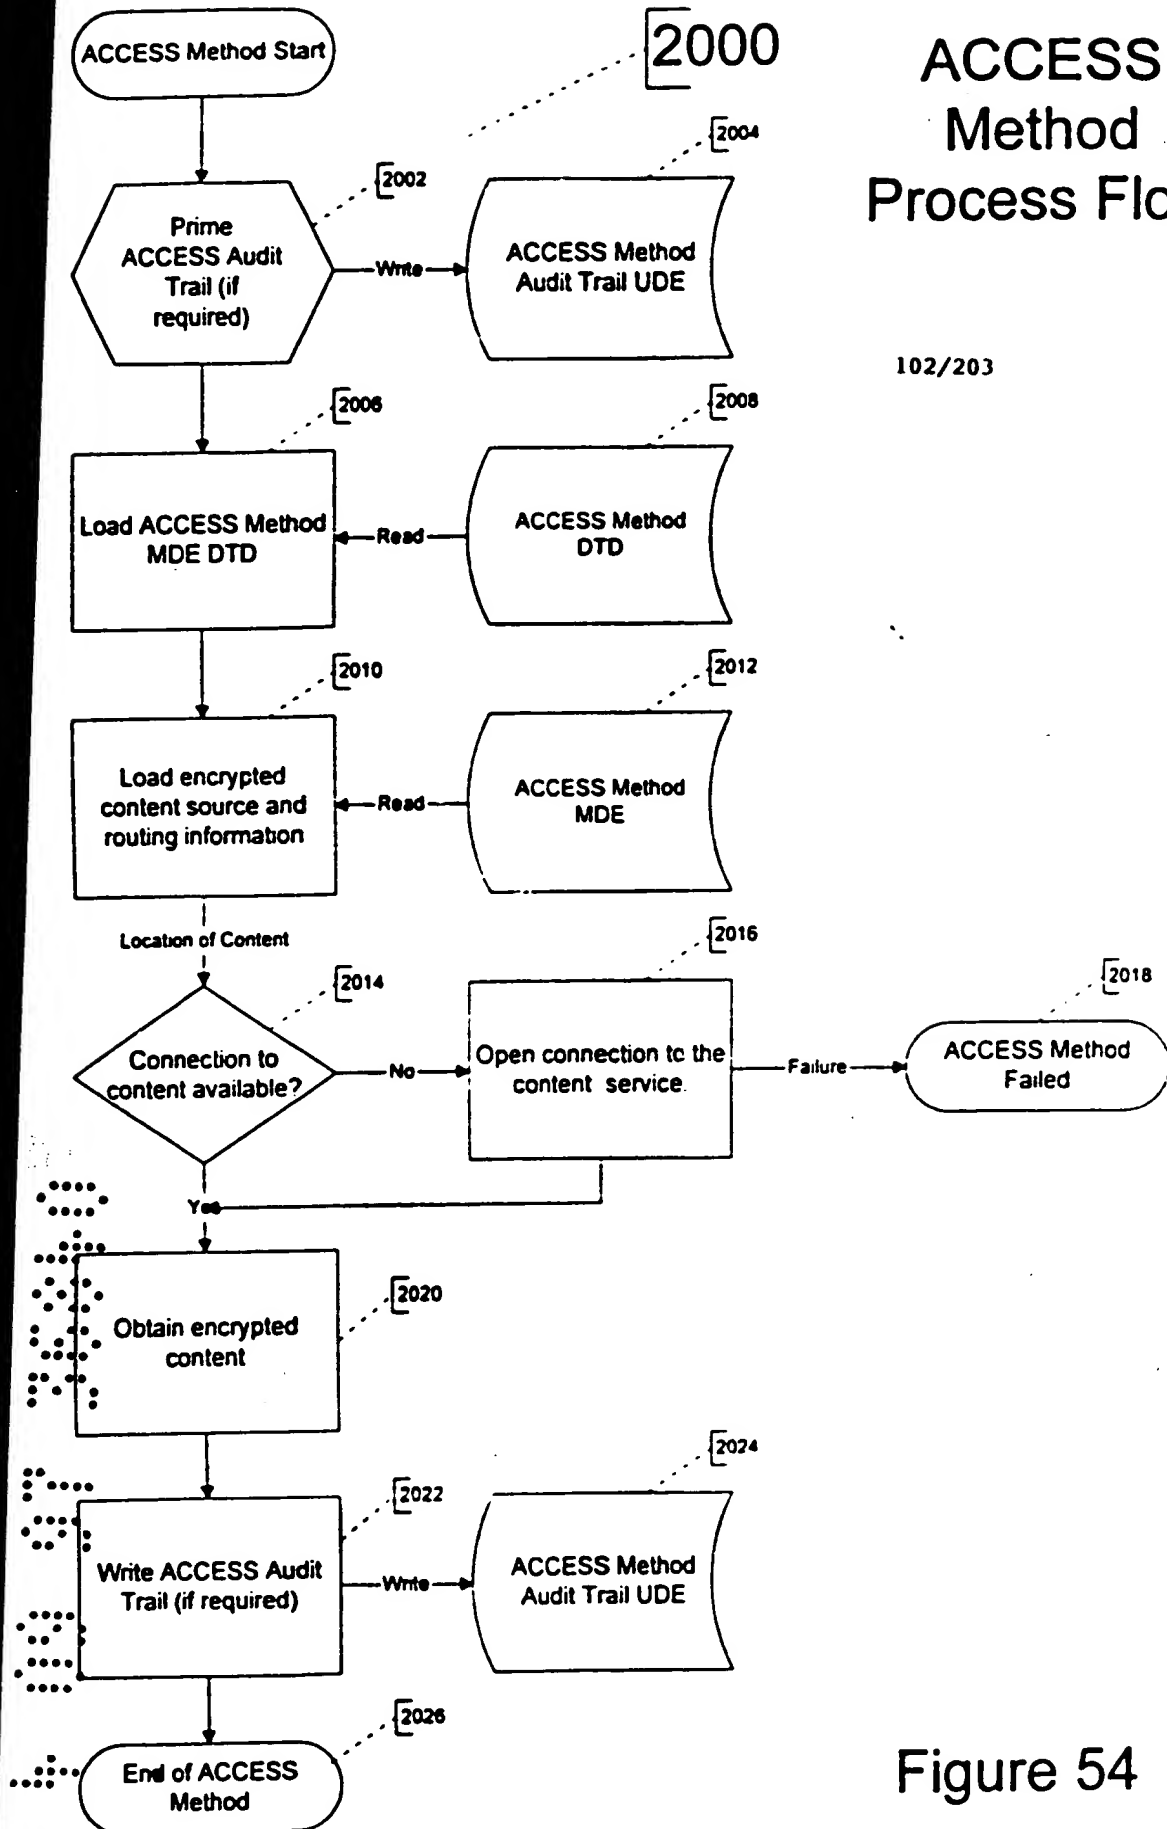 ACCESS Method Start
2000
ACCESS
Method
Process Flo
2002
2004
Prime
ACCESS Audit
Trail (if
required)
Write
ACCESS Method
Audit Trail UDE
102/203
2006
2008
Load ACCESS Method
MDE DTD
Read
ACCESS Method
DTD
2010
2012
Load encrypted
content source and
routing information
Read
ACCESS Method
MDE
Location of Content
2014
2016
2018
Connection to
content available?
No
Open connection to the
content service.
Failure
ACCESS Method
Failed
2020
Obtain encrypted
content
2022
2024
Write ACCESS Audit
Trail (if required)
Write
ACCESS Method
Audit Trail UDE
2026
End of ACCESS
Method
Figure 54